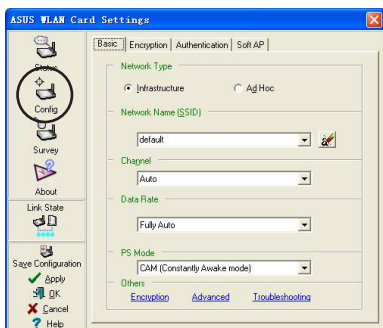 ASUS WLAN Card Settings
Status
Config
Survey
About
Link State
Save Configuration
Apply
OK
Cancel
Help
Basic Encryption Authentication Soft AP
Network Type
Infrastructure Ad Hoc
Network Name (SSID)
default
Channel
Auto
Data Rate
Fully Auto
PS Mode
CAM (Constantly Awake mode)
Others
Encryption Advanced Troubleshooting